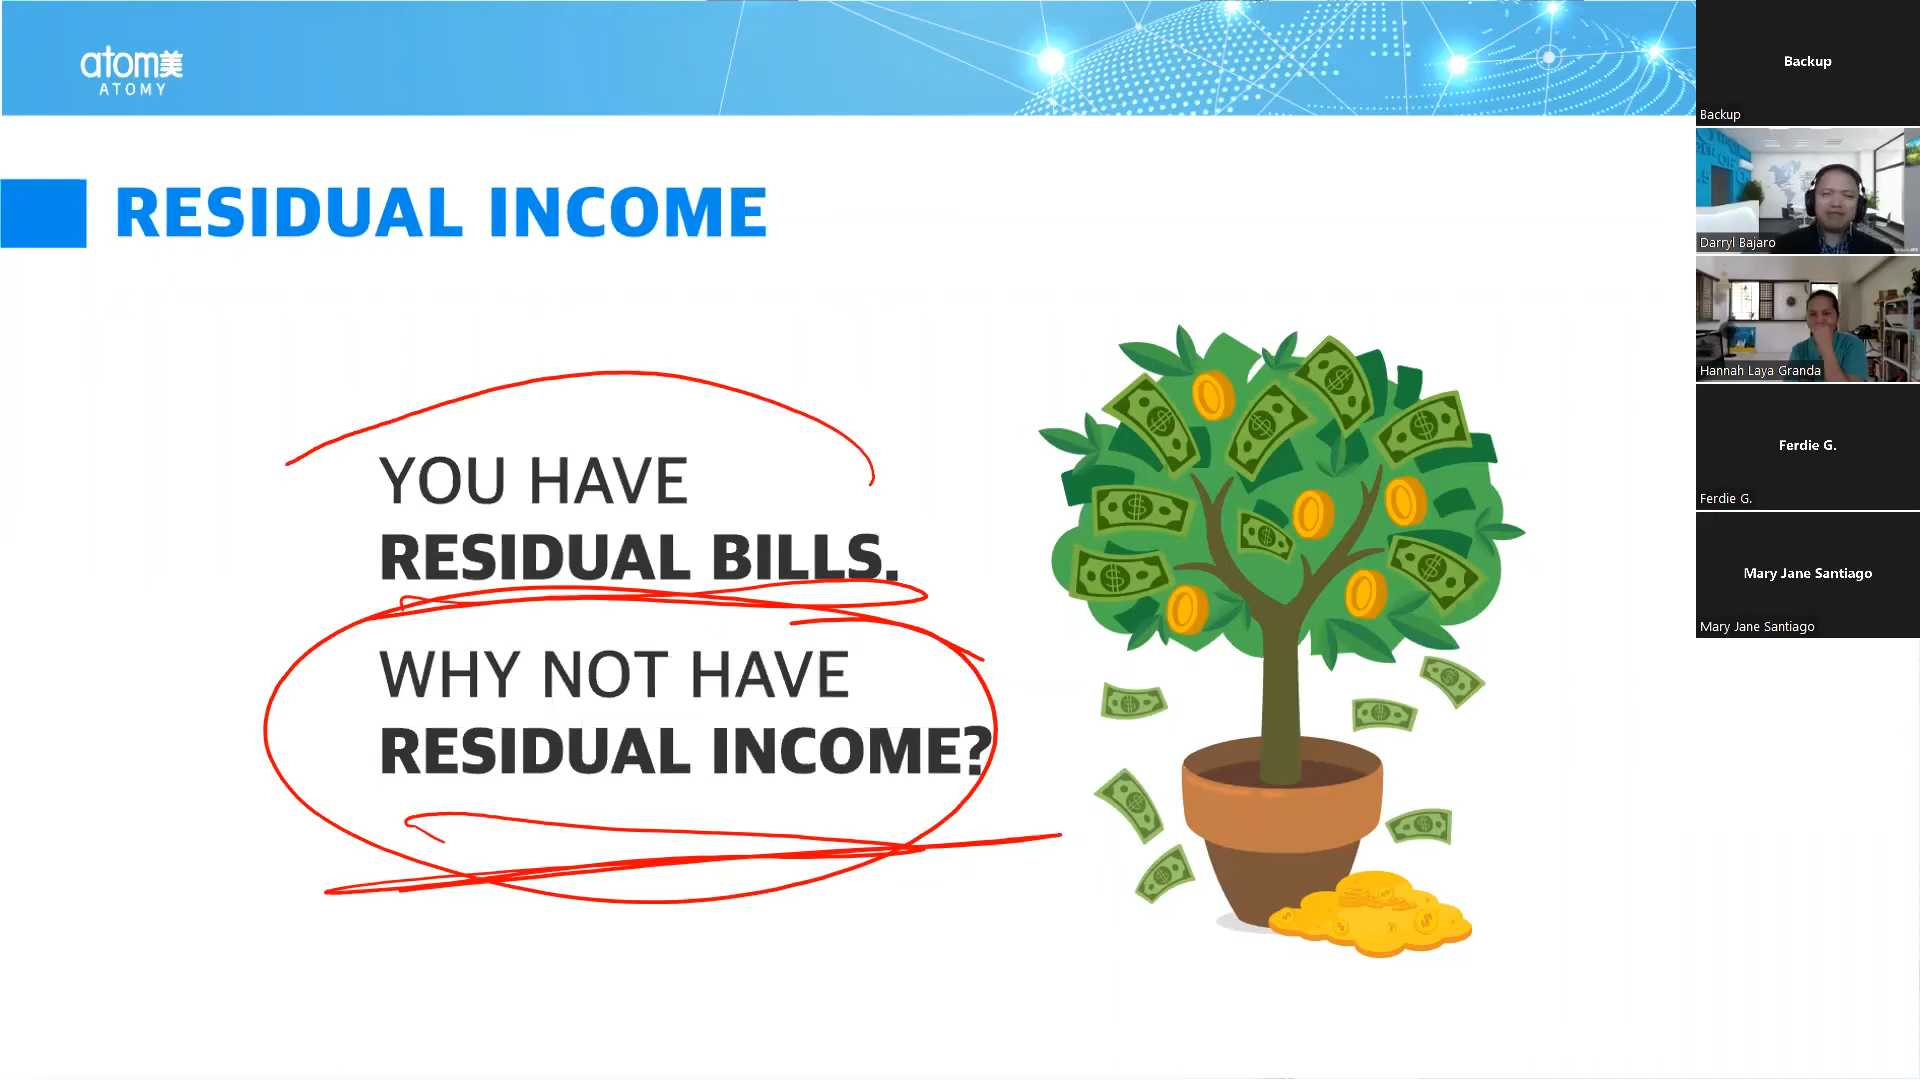 atom美
ATOMY
RESIDUAL INCOME
YOU HAVE
RESIDUAL BILLS.
WHY NOT HAVE
RESIDUAL INCOME?
Backup
Backup
Darryl Bajaro
Hannah Laya Granda
Ferdie G.
Ferdie G.
Mary Jane Santiago
Mary Jane Santiago